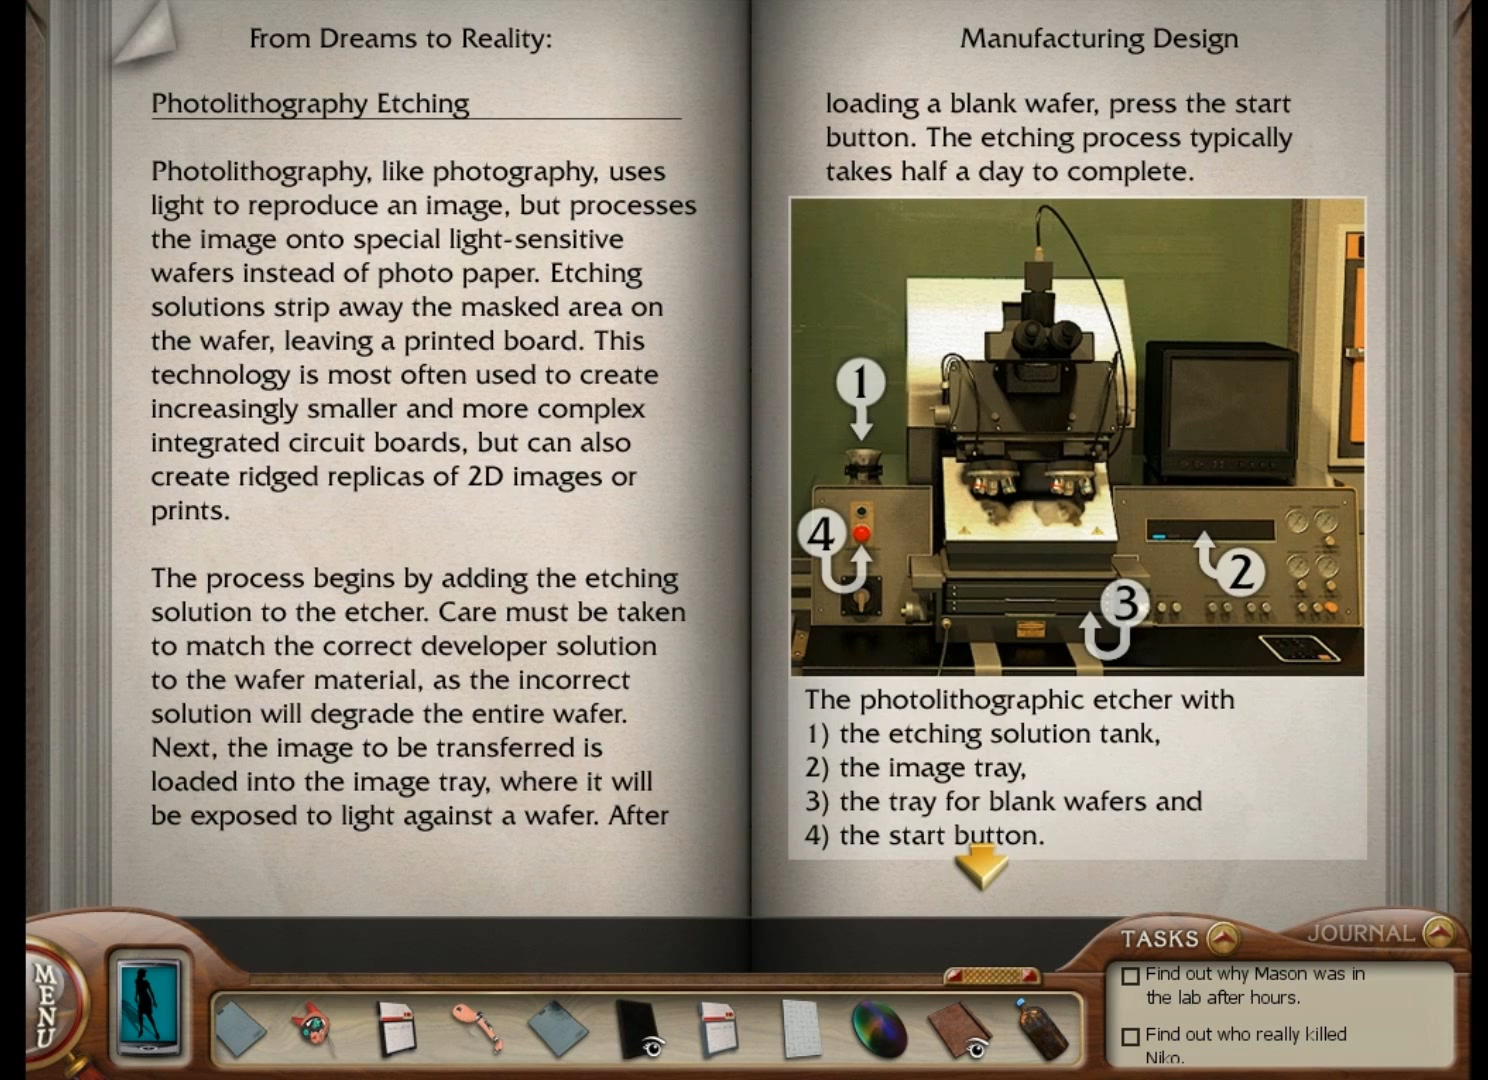 From Dreams to Reality:
Photolithography Etching
Photolithography, like photography, uses
light to reproduce an image, but processes
the image onto special light-sensitive
wafers instead of photo paper. Etching
solutions strip away the masked area on
the wafer, leaving a printed board. This
technology is most often used to create
increasingly smaller and more complex
integrated circuit boards, but can also
create ridged replicas of 2D images or
prints.
The process begins by adding the etching
solution to the etcher. Care must be taken
to match the correct developer solution
to the wafer material, as the incorrect
solution will degrade the entire wafer.
Next, the image to be transferred is
loaded into the image tray, where it will
be exposed to light against a wafer. After
Manufacturing Design
loading a blank wafer, press the start
button. The etching process typically
takes half a day to complete.
1
4
2
3
The photolithographic etcher with
1) the etching solution tank,
2) the image tray,
3) the tray for blank wafers and
4) the start button.
MENU
TASKS
JOURNAL
Find out why Mason was in
the lab after hours.
Find out who really killed
Niko.